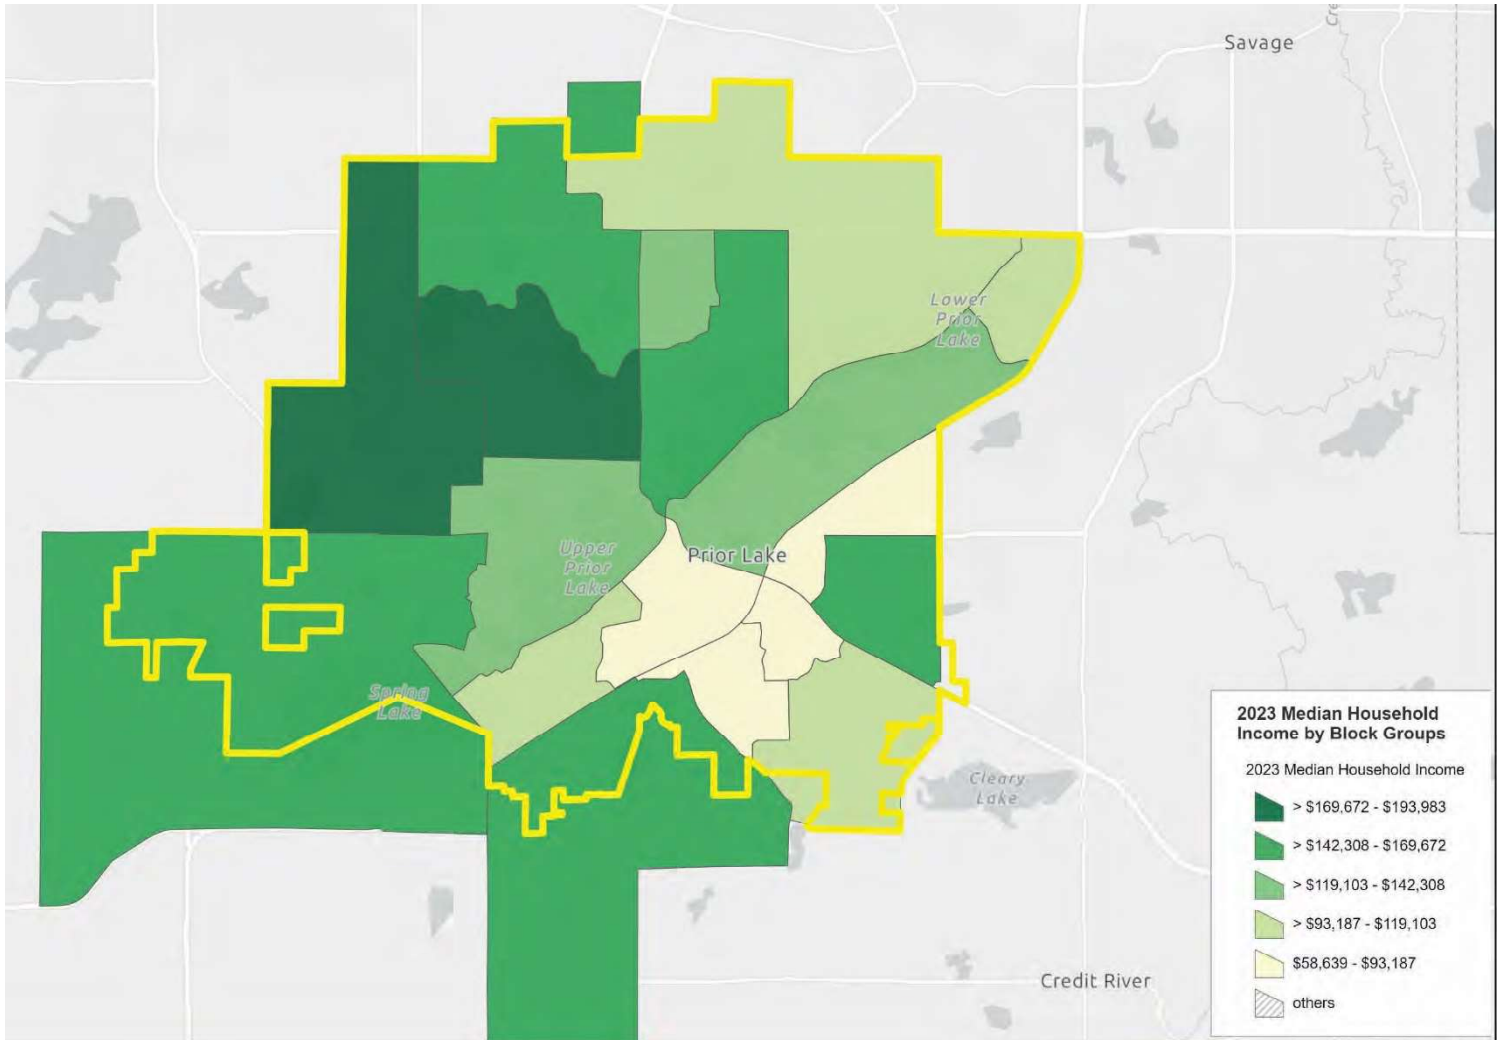 Cre
Savage
Lower
Prior
Lake
Prior Lake
Upper
Prior
Lake
Spring
Lake
Cleary
Lake
Credit River
2023 Median Household
Income by Block Groups
2023 Median Household Income
> $169,672 - $193,983
> $142,308 - $169,672
> $119,103 - $142,308
> $93,187 - $119,103
$58,639 - $93,187
others